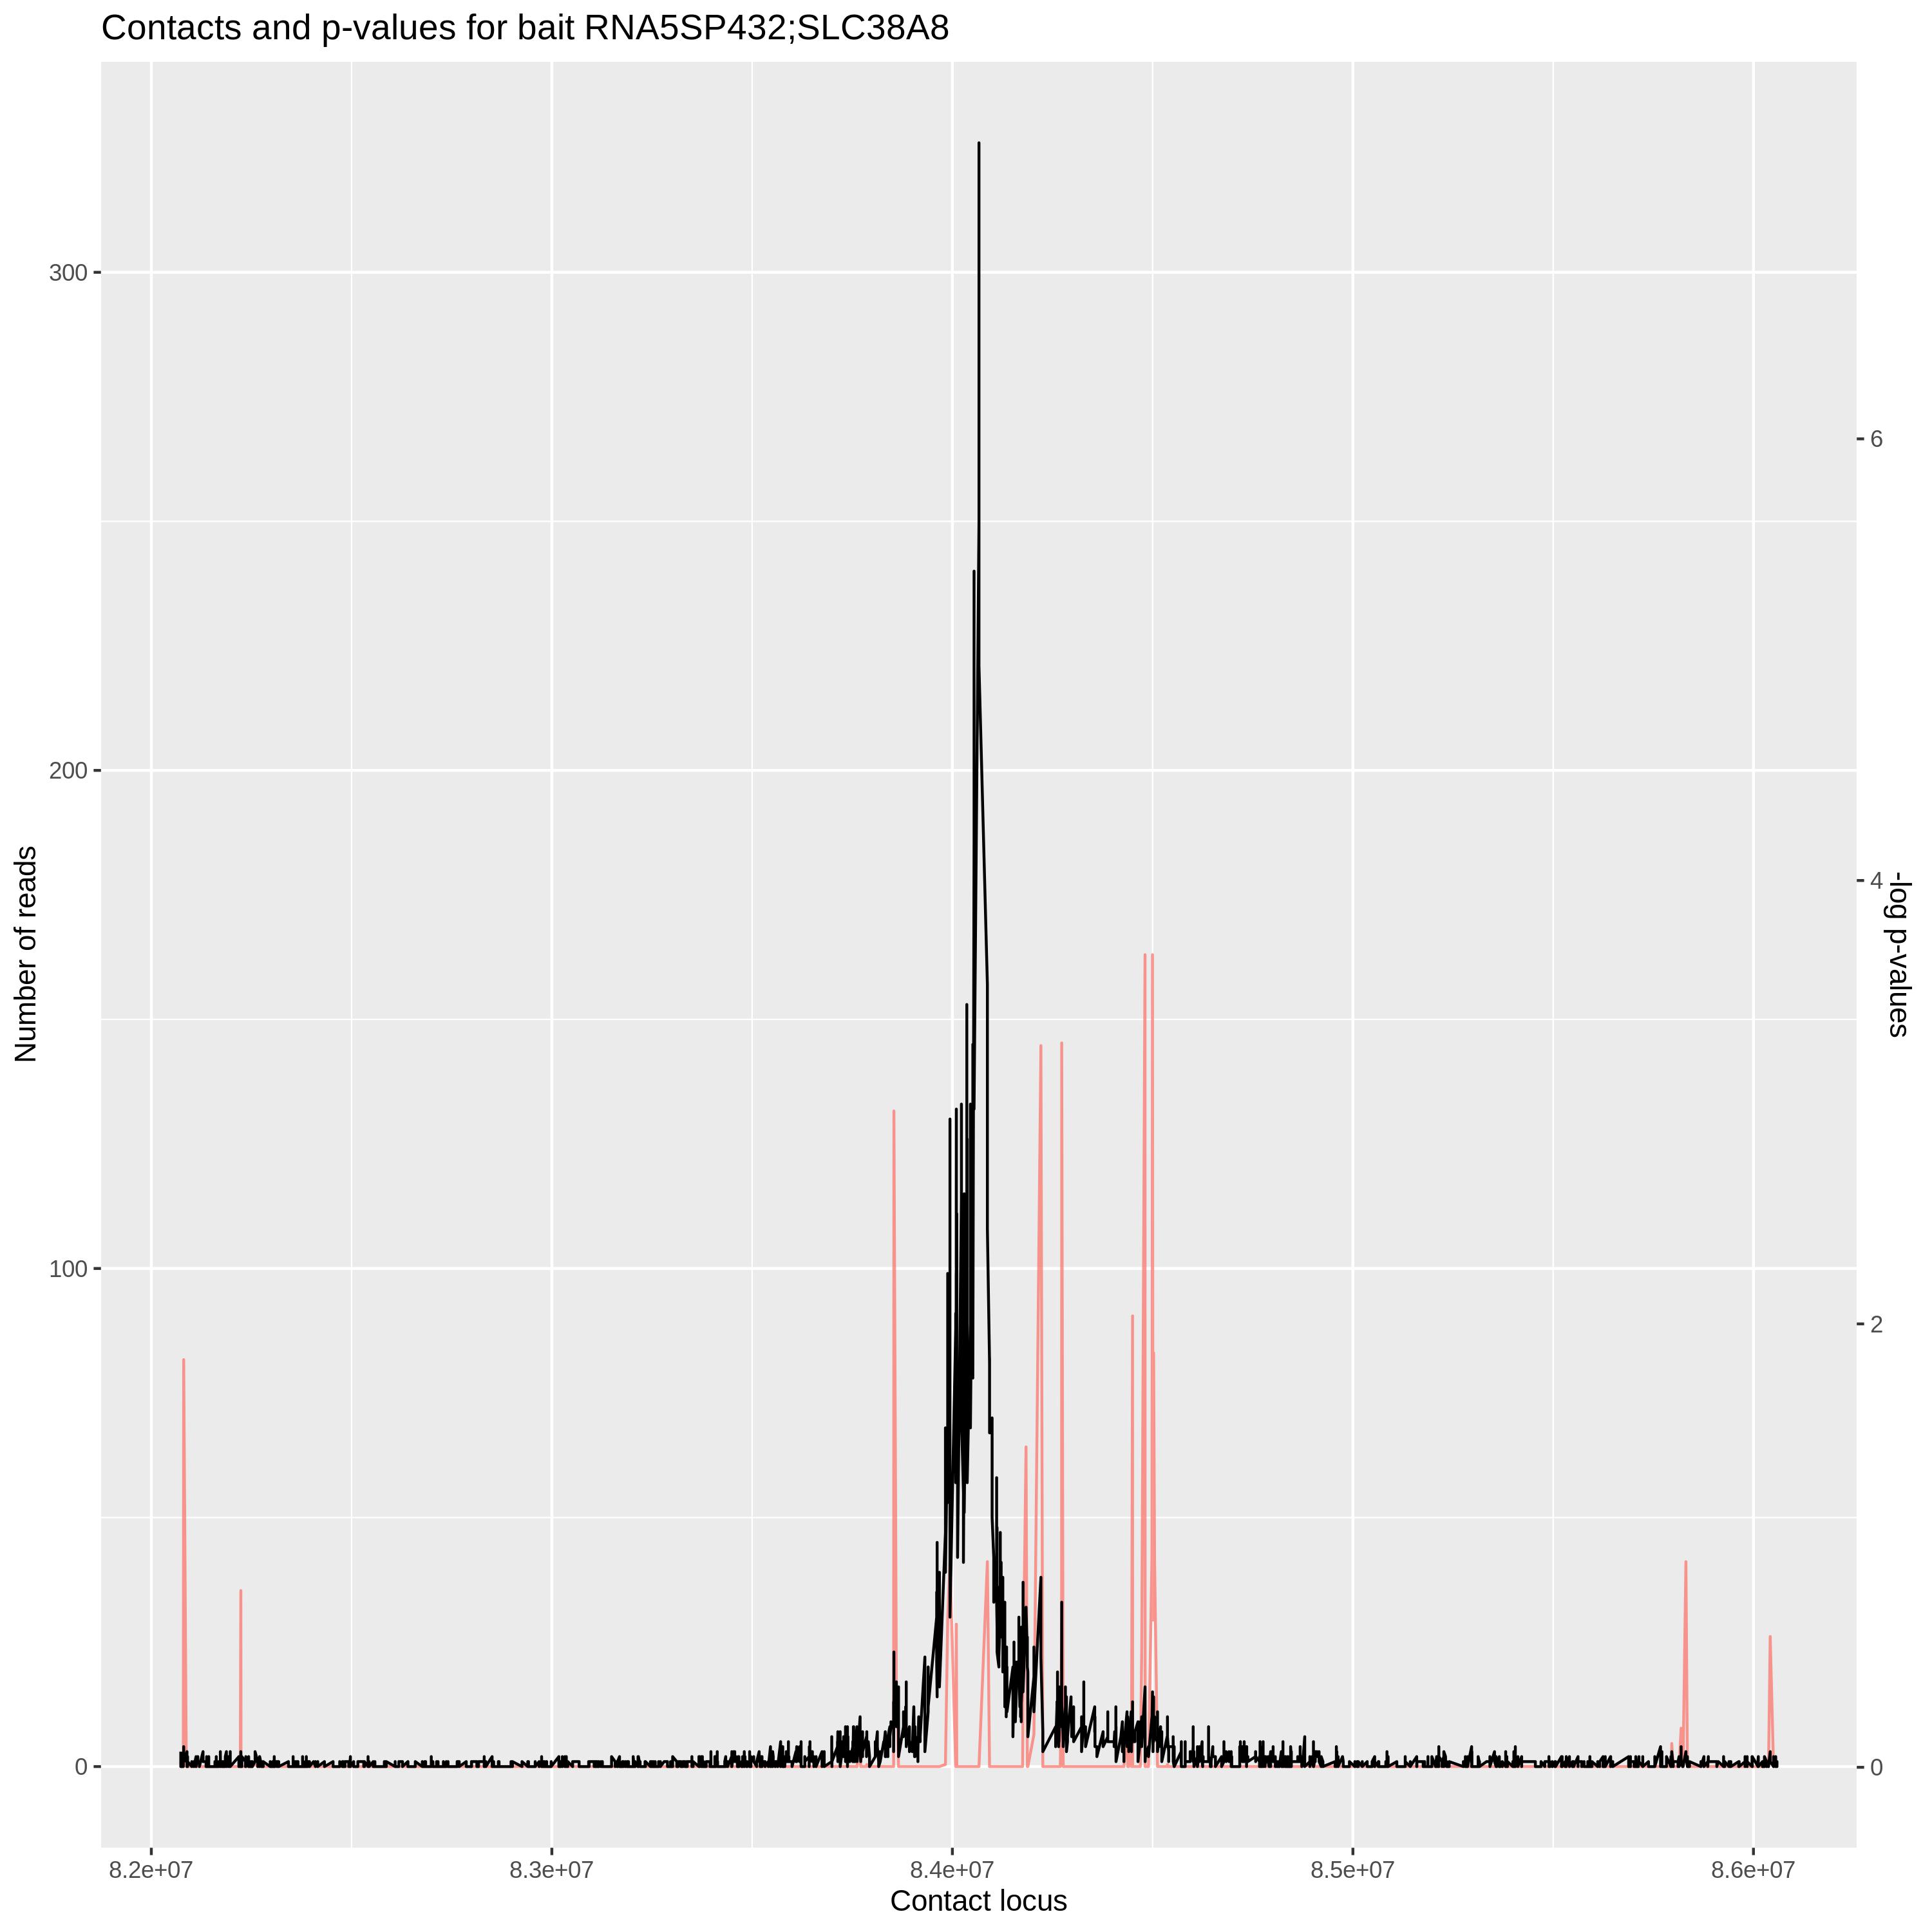 Contacts and p-values for bait RNA5SP432;SLC38A8
Number of reads
300
200
100
0
6
4
2
0
-log p-values
8.2e+07
8.3e+07
8.4e+07
8.5e+07
8.6e+07
Contact locus